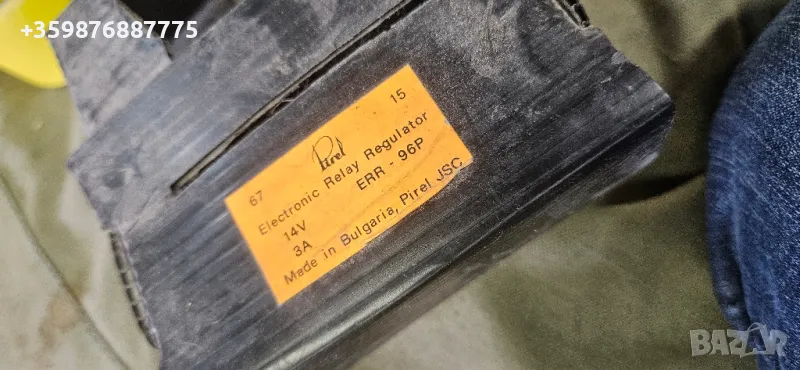 +359876887775
67 Pirel 15
Electronic Relay Regulator
14V ERR - 96P
3A
Made in Bulgaria, Pirel JSC
BAZAR